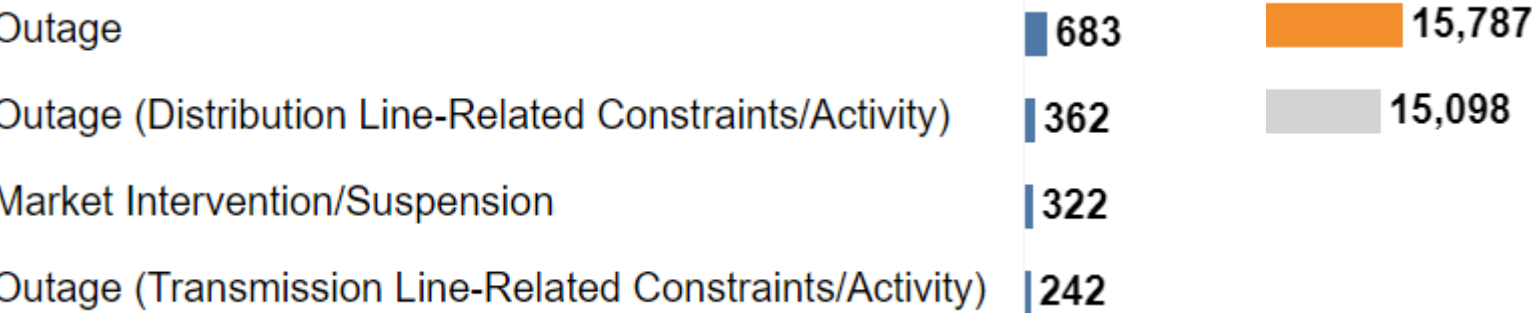 Outage 683 15,787
Outage (Distribution Line-Related Constraints/Activity) 362 15,098
Market Intervention/Suspension 322
Outage (Transmission Line-Related Constraints/Activity) 242